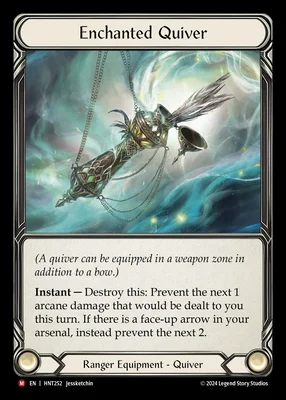 Enchanted Quiver
(A quiver can be equipped in a weapon zone in
addition to a bow.)
Instant — Destroy this: Prevent the next 1
arcane damage that would be dealt to you
this turn. If there is a face-up arrow in your
arsenal, instead prevent the next 2.
Ranger Equipment - Quiver
M EN | HNT252 Jessketchin © 2024 Legend Story Studios